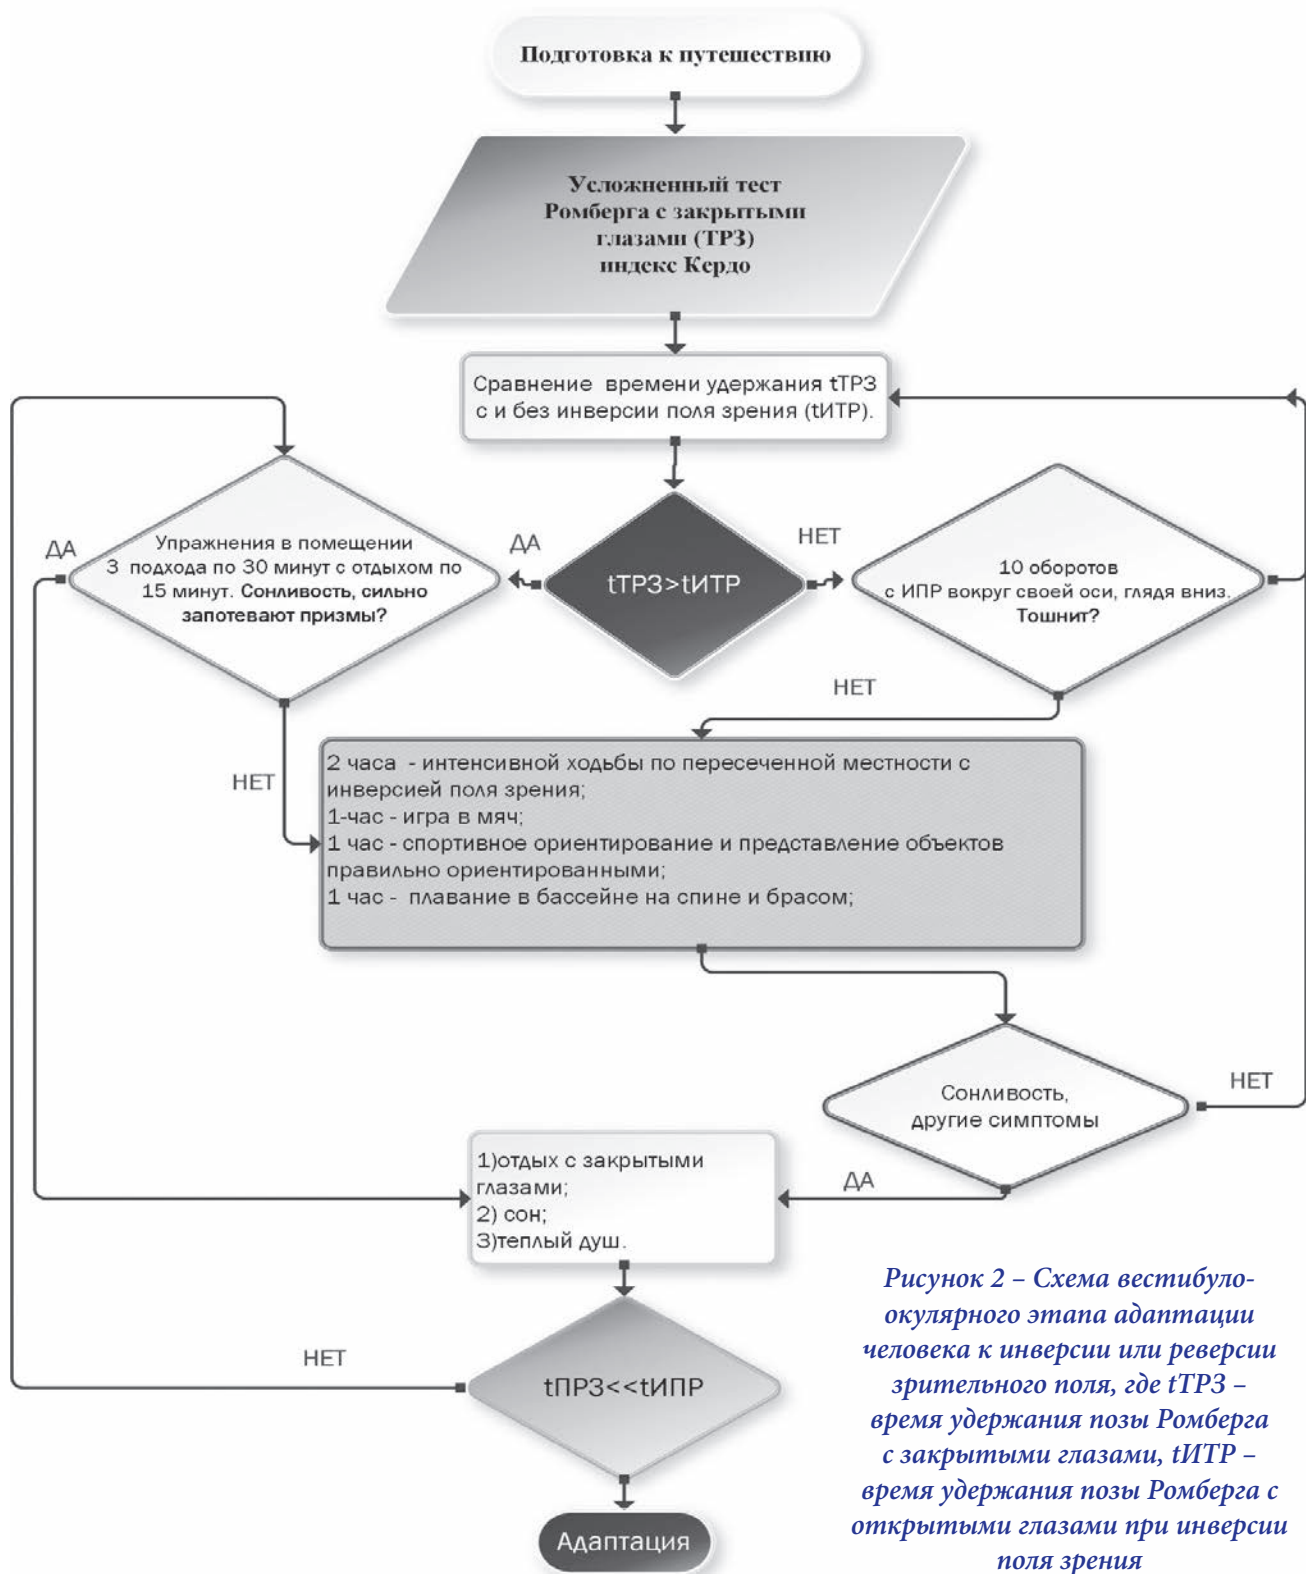 Подготовка к путешествию
Усложненный тест
Ромберга с закрытыми
глазами (ТРЗ)
индекс Кердо
Сравнение времени удержания tТРЗ
с и без инверсии поля зрения (tИТР).
ДА
Упражнения в помещении
3 подхода по 30 минут с отдыхом по
15 минут. Сонливость, сильно
запотевают призмы?
ДА
tТРЗ>tИТР
НЕТ
10 оборотов
с ИПР вокруг своей оси, глядя вниз.
Тошнит?
НЕТ
НЕТ
2 часа - интенсивной ходьбы по пересеченной местности с
инверсией поля зрения;
1-час - игра в мяч;
1 час - спортивное ориентирование и представление объектов
правильно ориентированными;
1 час - плавание в бассейне на спине и брасом;
Сонливость,
другие симптомы
НЕТ
ДА
1)отдых с закрытыми
глазами;
2) сон;
3)теплый душ.
НЕТ
tПРЗ<<tИПР
Адаптация
Рисунок 2 – Схема вестибуло-
окулярного этапа адаптации
человека к инверсии или реверсии
зрительного поля, где tТРЗ –
время удержания позы Ромберга
с закрытыми глазами, tИТР –
время удержания позы Ромберга с
открытыми глазами при инверсии
поля зрения